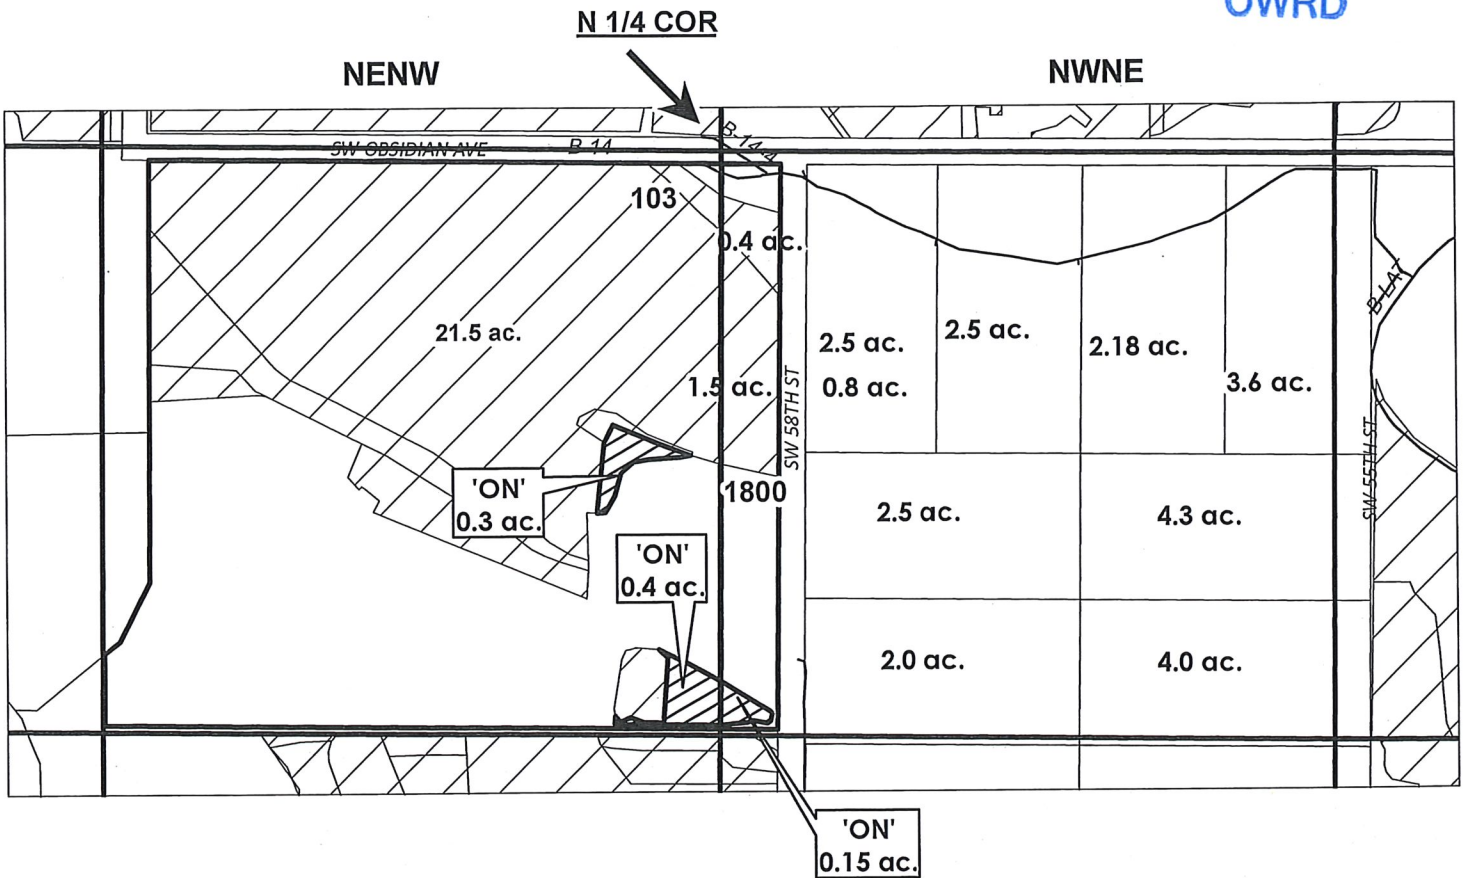 OWRD
N 1/4 COR
NENW
NWNE
SW OBSIDIAN AVE
B-14
B-14-4
103
0.4 ac.
21.5 ac.
1.5 ac.
SW 58TH ST
2.5 ac.
0.8 ac.
2.5 ac.
2.18 ac.
3.6 ac.
B-LAT
SW 55TH ST
'ON'
0.3 ac.
1800
2.5 ac.
4.3 ac.
'ON'
0.4 ac.
2.0 ac.
4.0 ac.
'ON'
0.15 ac.